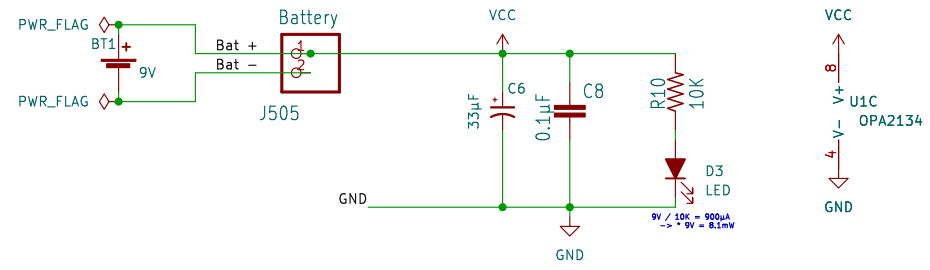 PWR_FLAG
BT1
+
9V
PWR_FLAG
Bat +
Bat -
Battery
1
2
J505
VCC
+
C6
33µF
C8
0.1µF
R10
10K
D3
LED
9V / 10K = 900µA
-> * 9V = 8.1mW
GND
GND
VCC
8
V+
U1C
OPA2134
V-
4
GND